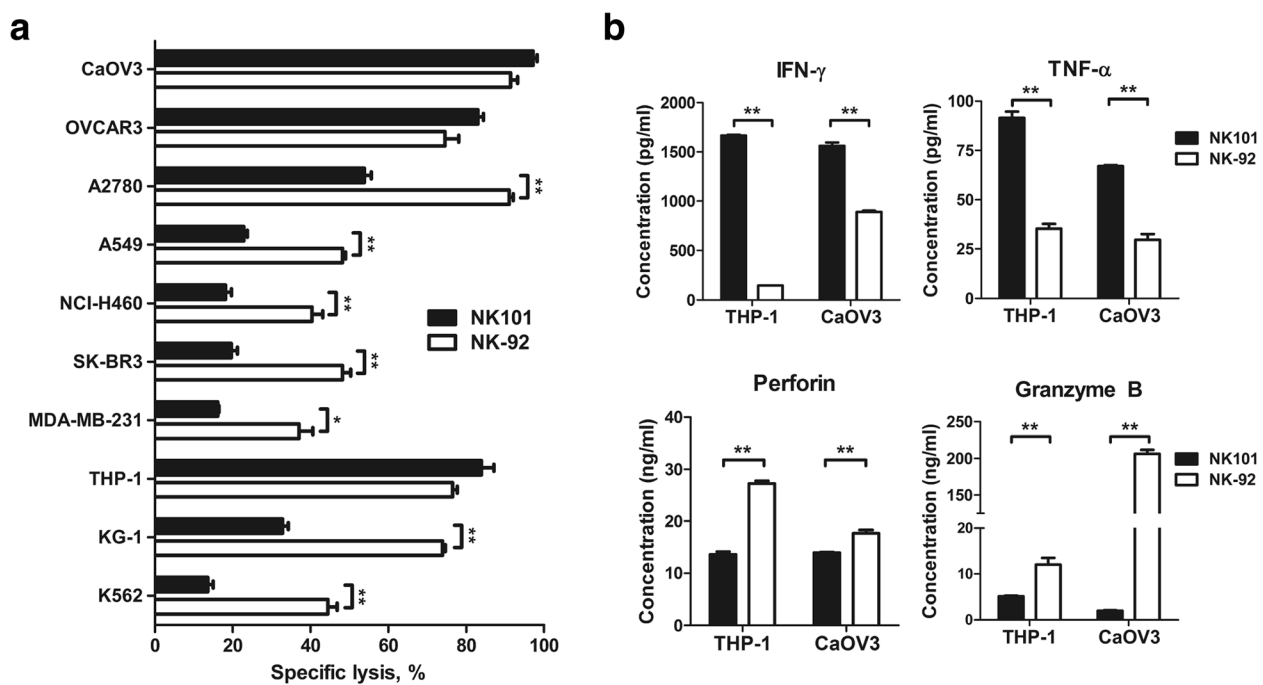 a
CaOV3
OVCAR3
A2780
**
A549
**
NCI-H460
**
SK-BR3
**
MDA-MB-231
*
THP-1
KG-1
**
K562
**
NK101
NK-92
0 20 40 60 80 100
Specific lysis, %
b
IFN-γ
Concentration (pg/ml)
2000
1500
1000
500
0
** **
THP-1 CaOV3
TNF-α
Concentration (pg/ml)
100
75
50
25
0
** **
THP-1 CaOV3
NK101
NK-92
Perforin
Concentration (ng/ml)
40
30
20
10
0
** **
THP-1 CaOV3
Granzyme B
Concentration (ng/ml)
250
200
150
20
10
0
** **
THP-1 CaOV3
NK101
NK-92